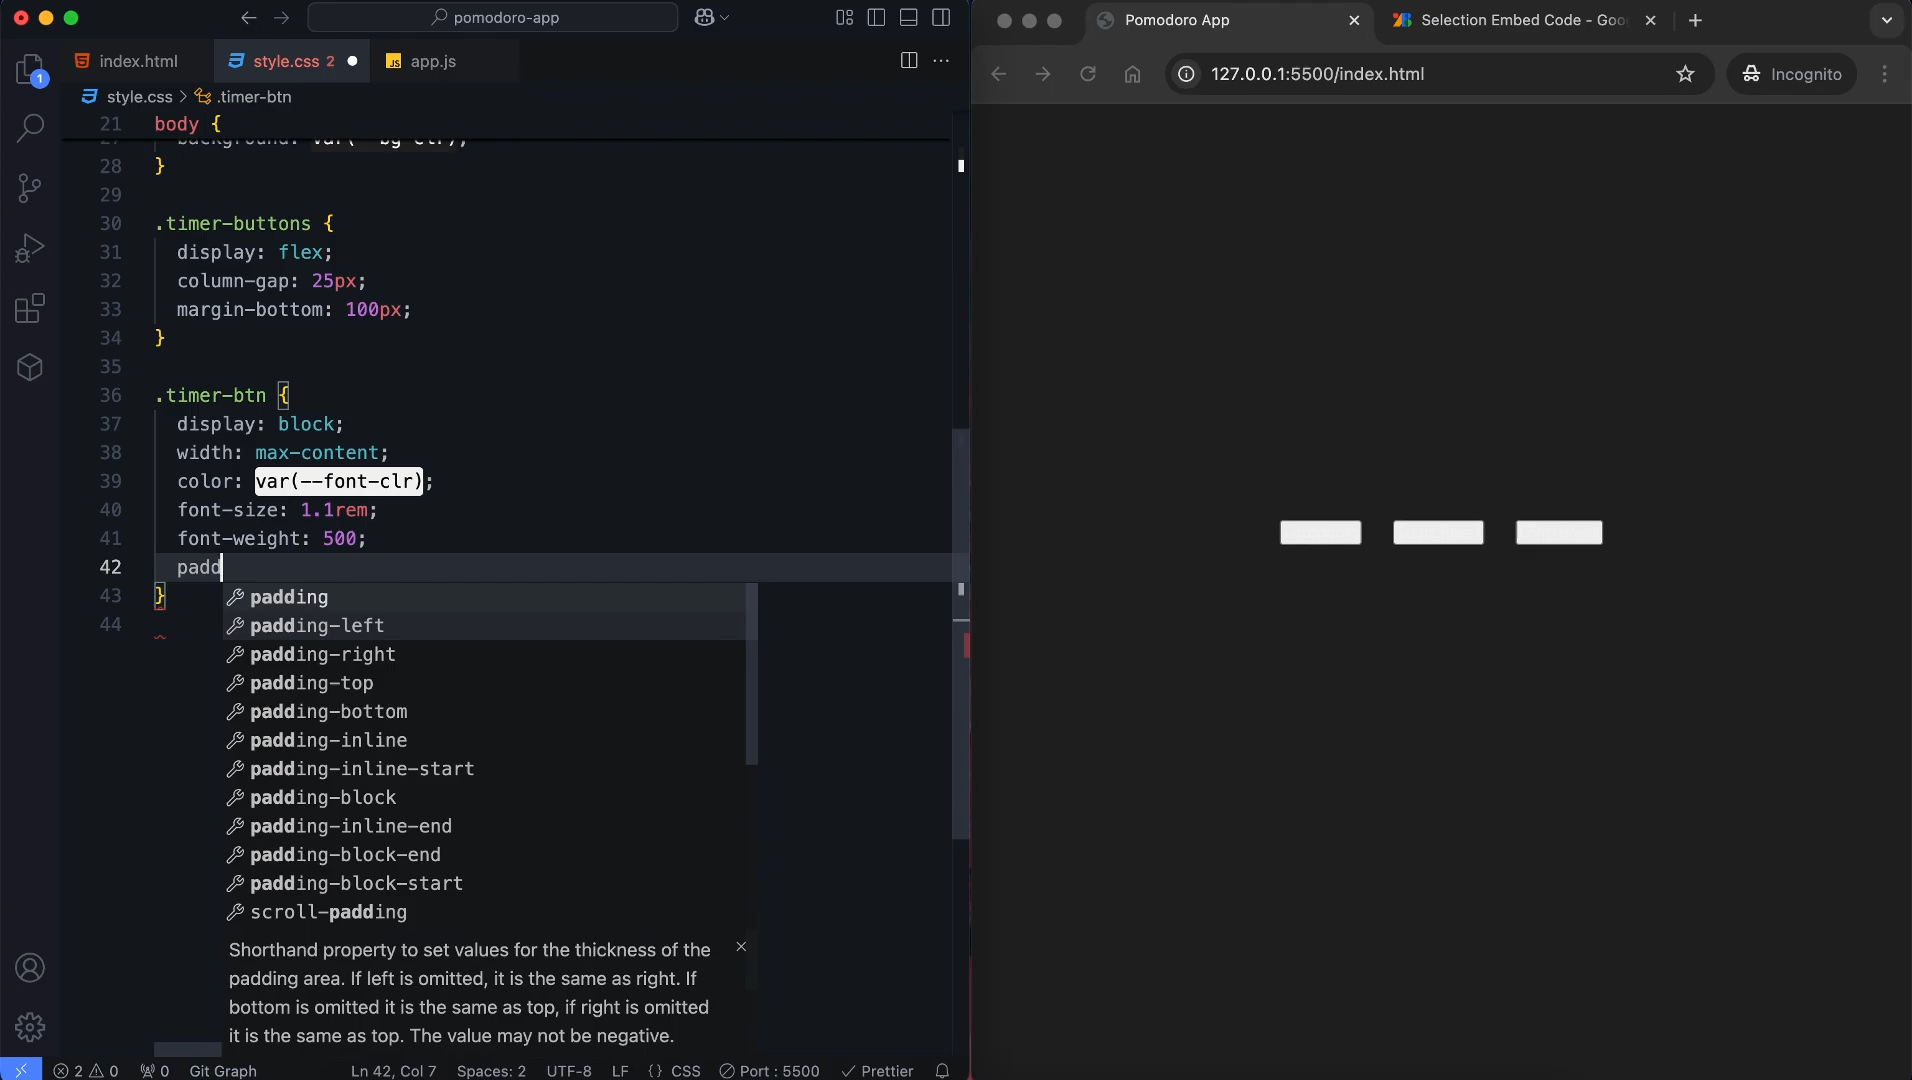 pomodoro-app
index.html
style.css 2
app.js
style.css > .timer-btn
21 body {
28 }
29
30 .timer-buttons {
31 display: flex;
32 column-gap: 25px;
33 margin-bottom: 100px;
34 }
35
36 .timer-btn {
37 display: block;
38 width: max-content;
39 color: var(--font-clr);
40 font-size: 1.1rem;
41 font-weight: 500;
42 padd
43 }
44
padding
padding-left
padding-right
padding-top
padding-bottom
padding-inline
padding-inline-start
padding-block
padding-inline-end
padding-block-end
padding-block-start
scroll-padding
Shorthand property to set values for the thickness of the
padding area. If left is omitted, it is the same as right. If
bottom is omitted it is the same as top, if right is omitted
it is the same as top. The value may not be negative.
1
2 0 0 Git Graph Ln 42, Col 7 Spaces: 2 UTF-8 LF {} CSS Port : 5500 Prettier
Pomodoro App
Selection Embed Code - Goo
127.0.0.1:5500/index.html
Incognito